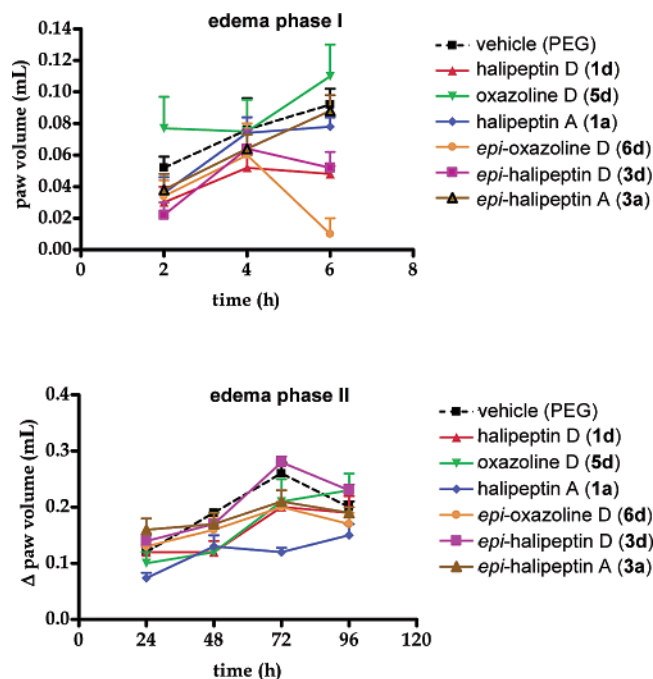 edema phase I
paw volume (mL)
0.14
0.12
0.10
0.08
0.06
0.04
0.02
0.00
0
2
4
6
8
time (h)
vehicle (PEG)
halipeptin D (1d)
oxazoline D (5d)
halipeptin A (1a)
epi-oxazoline D (6d)
epi-halipeptin D (3d)
epi-halipeptin A (3a)
edema phase II
Δ paw volume (mL)
0.4
0.3
0.2
0.1
0.0
0
24
48
72
96
120
time (h)
vehicle (PEG)
halipeptin D (1d)
oxazoline D (5d)
halipeptin A (1a)
epi-oxazoline D (6d)
epi-halipeptin D (3d)
epi-halipeptin A (3a)